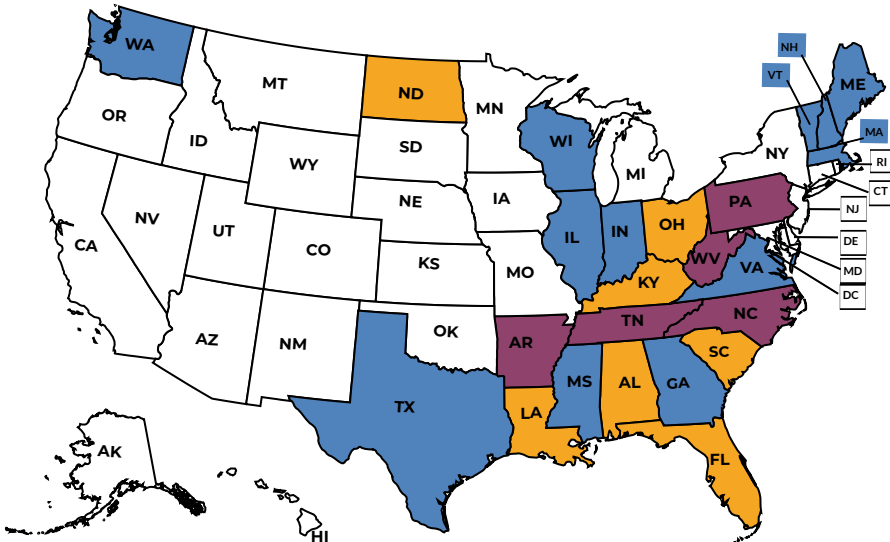 WA
MT
ND
MN
OR
ID
WY
SD
WI
MI
NY
VT
NH
ME
MA
RI
CT
NJ
DE
MD
DC
NV
UT
CA
CO
NE
IA
KS
MO
IL
IN
OH
PA
WV
VA
KY
AZ
NM
OK
AR
TN
NC
SC
TX
LA
MS
AL
GA
FL
AK
HI